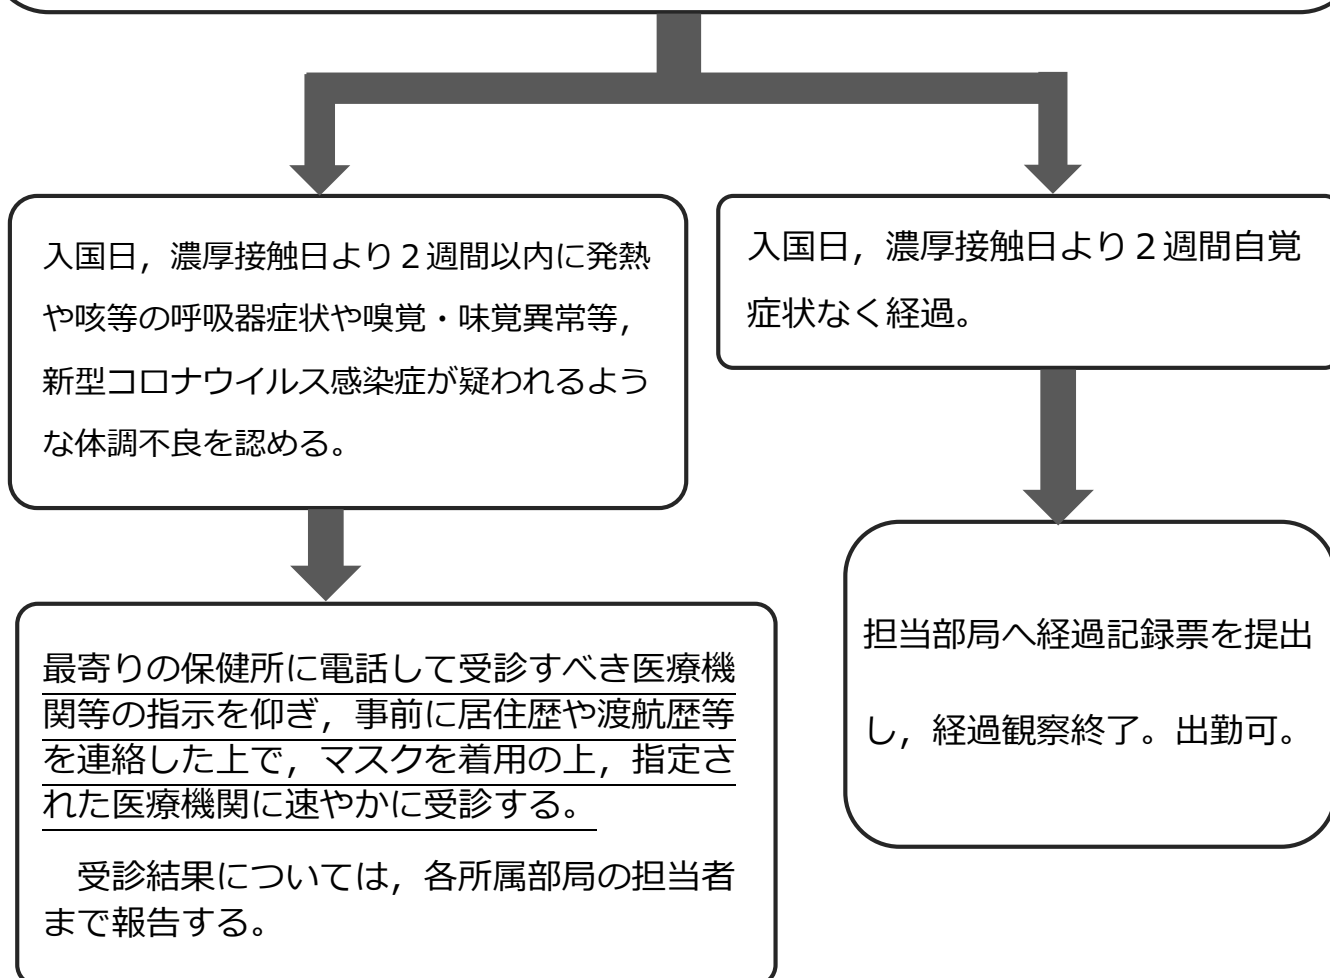 入国日，濃厚接触日より２週間以内に発熱
や咳等の呼吸器症状や嗅覚・味覚異常等，
新型コロナウイルス感染症が疑われるよう
な体調不良を認める。
入国日，濃厚接触日より２週間自覚
症状なく経過。
最寄りの保健所に電話して受診すべき医療機
関等の指示を仰ぎ，事前に居住歴や渡航歴等
を連絡した上で，マスクを着用の上，指定さ
れた医療機関に速やかに受診する。
　受診結果については，各所属部局の担当者
まで報告する。
担当部局へ経過記録票を提出
し，経過観察終了。出勤可。